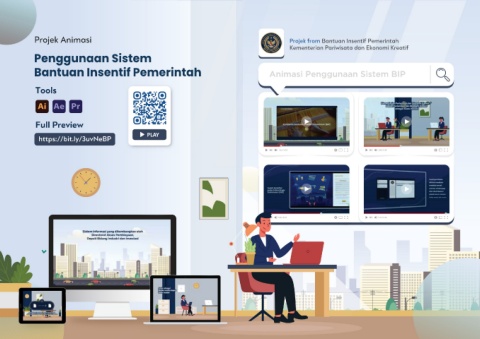 Projek Animasi
Penggunaan Sistem
Bantuan Insentif Pemerintah
Tools
Ai Ae Pr
Full Preview
https://bit.ly/3uvNeBP
PLAY
Projek from Bantuan Insentif Pemerintah
Kementerian Pariwisata dan Ekonomi Kreatif
Animasi Penggunaan Sistem BIP